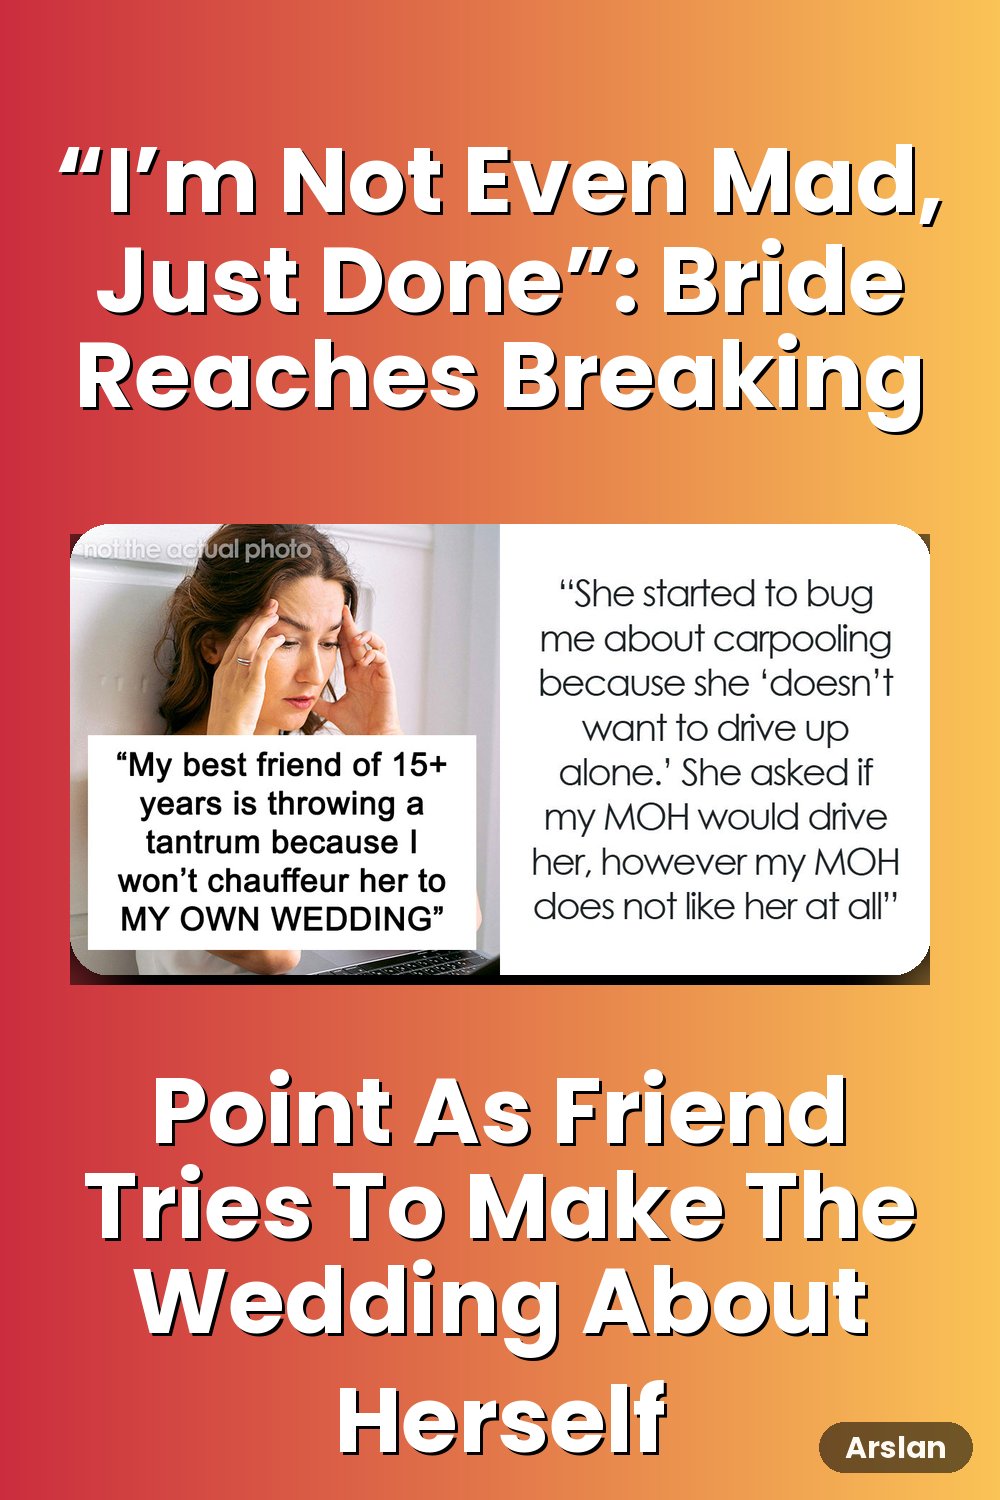 “I’m Not Even Mad,
Just Done”: Bride
Reaches Breaking
not the actual photo
“My best friend of 15+
years is throwing a
tantrum because I
won’t chauffeur her to
MY OWN WEDDING”
“She started to bug
me about carpooling
because she ‘doesn’t
want to drive up
alone.’ She asked if
my MOH would drive
her, however my MOH
does not like her at all”
Point As Friend
Tries To Make The
Wedding About
Herself
Arslan